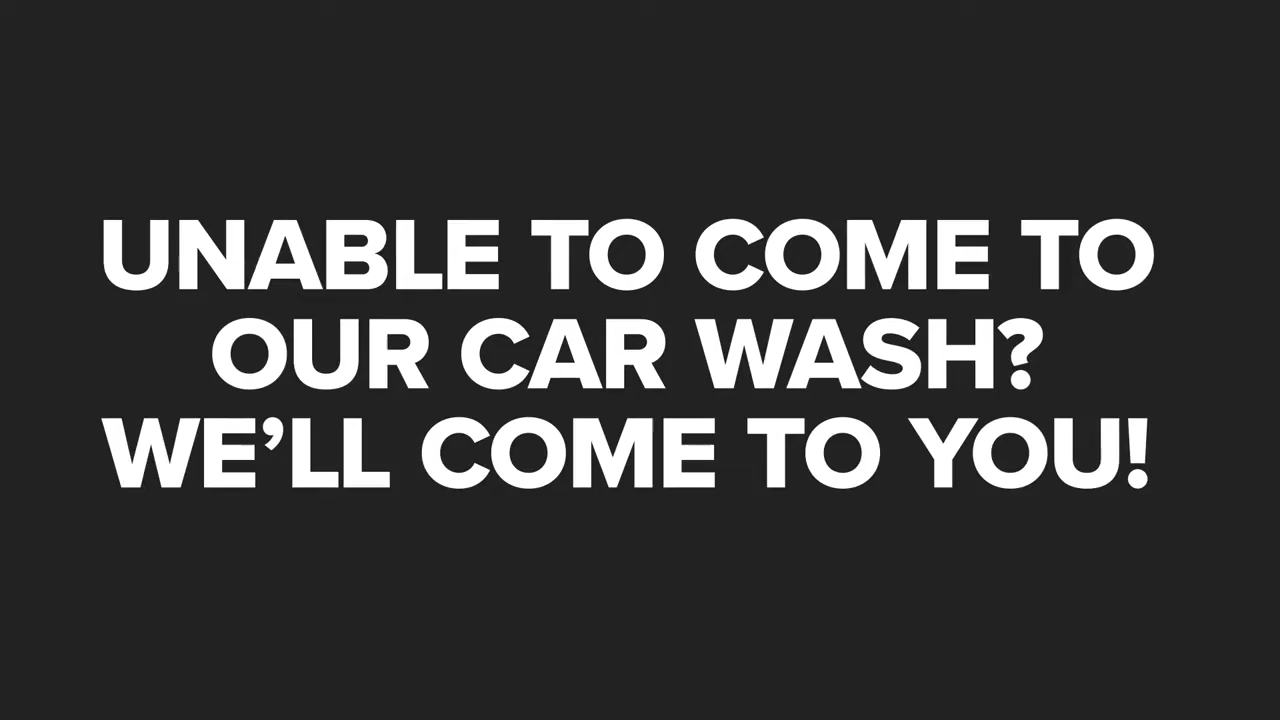 UNABLE TO COME TO
OUR CAR WASH?
WE’LL COME TO YOU!